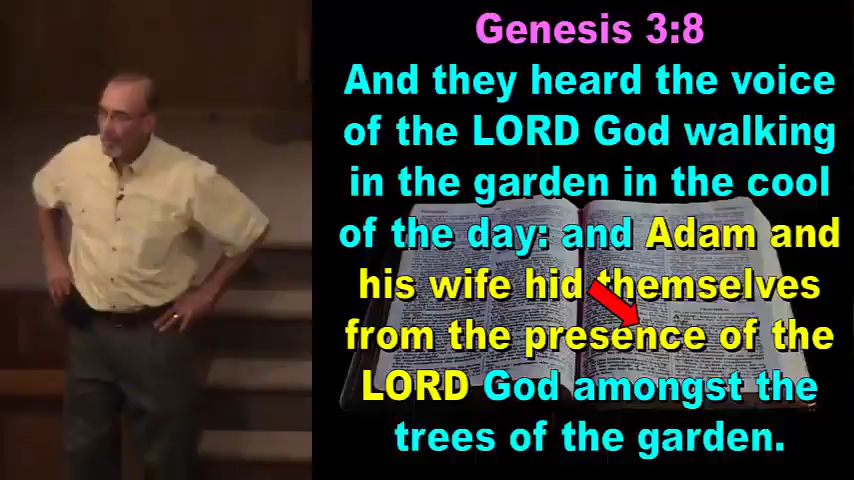 Genesis 3:8
And they heard the voice
of the LORD God walking
in the garden in the cool
of the day: and Adam and
his wife hid themselves
from the presence of the
LORD God amongst the
trees of the garden.